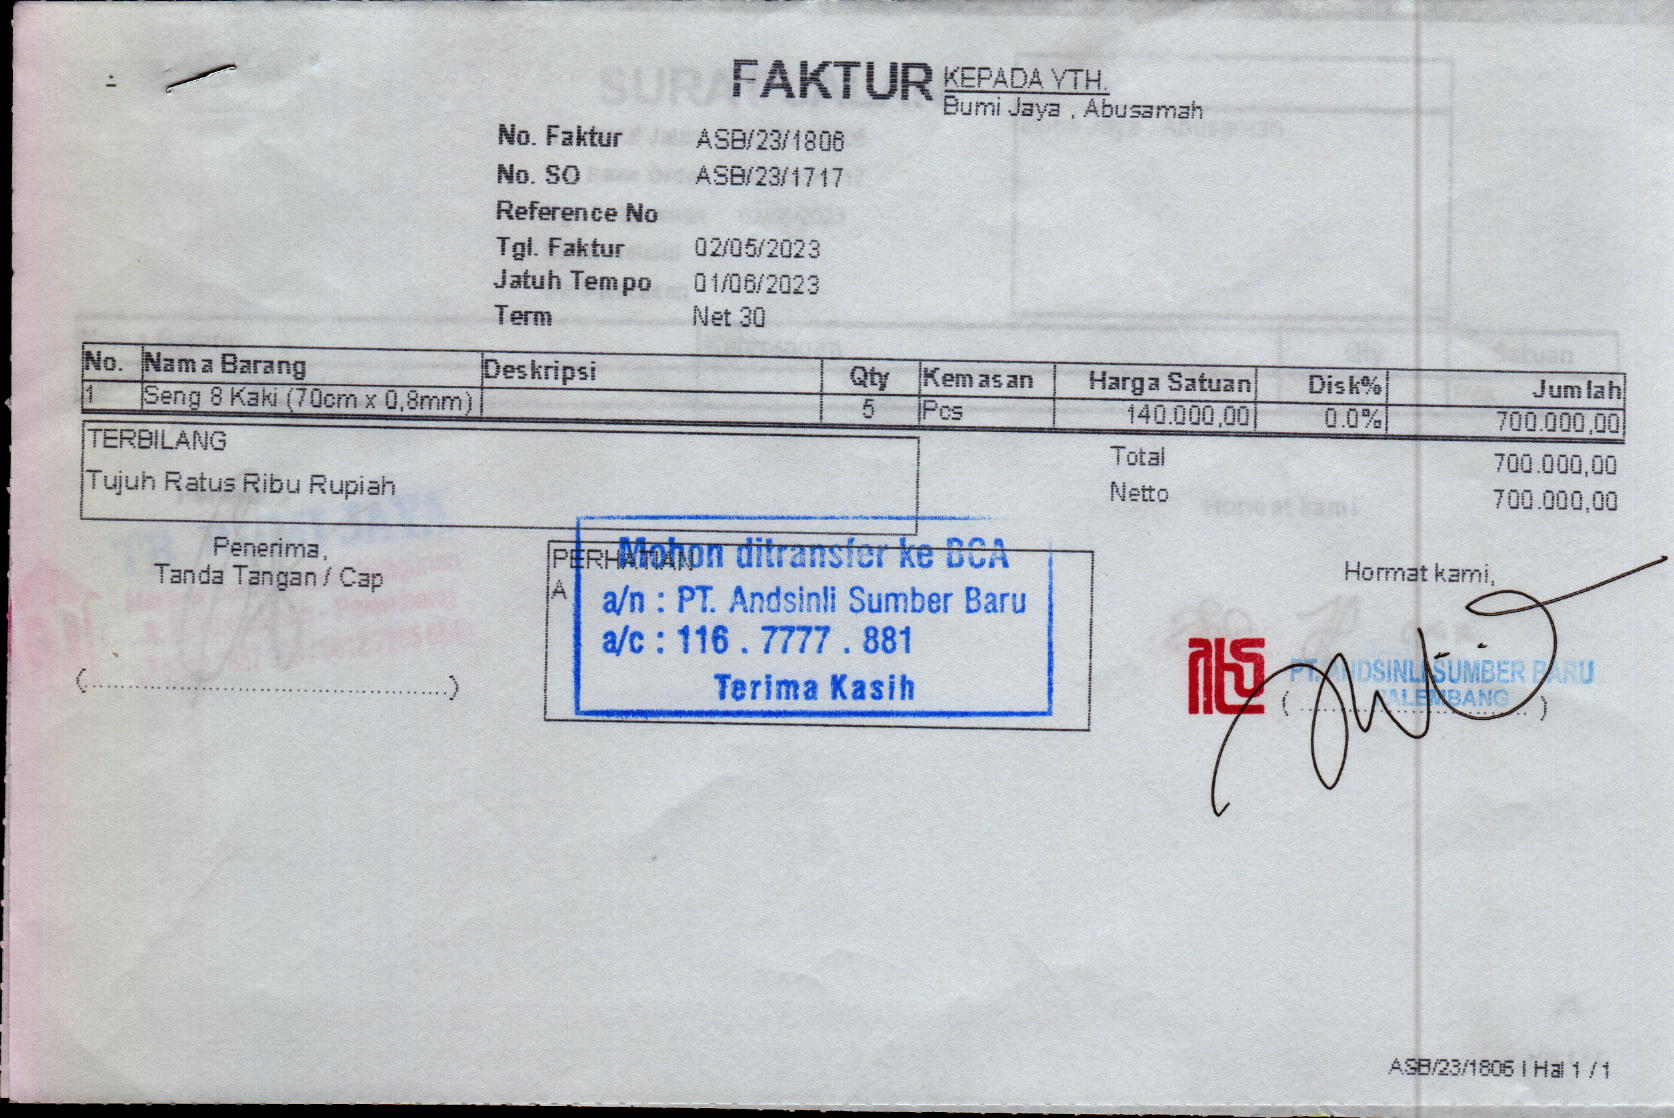 FAKTUR
KEPADA YTH.
Bumi Jaya , Abusamah
No. Faktur ASB/23/1806
No. SO ASB/23/1717
Reference No
Tgl. Faktur 02/05/2023
Jatuh Tempo 01/06/2023
Term Net 30
No. Nama Barang Deskripsi Qty Kemasan Harga Satuan Disk% Jumlah
1 Seng 8 Kaki (70cm x 0,8mm) 5 Pcs 140.000,00 0.0% 700.000,00
TERBILANG
Tujuh Ratus Ribu Rupiah
Total 700.000,00
Netto 700.000,00
Penerima,
Tanda Tangan / Cap
(..........................................................)
PERHATIAN
A
Mohon ditransfer ke BCA
a/n : PT. Andsinli Sumber Baru
a/c : 116 . 7777 . 881
Terima Kasih
Hormat kami,
PT. ANDSINLI SUMBER BARU
PALEMBANG
ASB/23/1806 | Hal 1 / 1